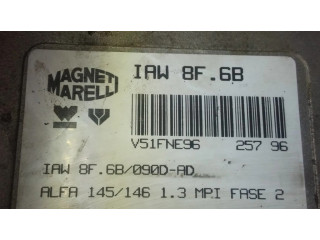 MAGNETI MARELLI
IAW 8F.6B
V51FNE96 257 96
IAW 8F.6B/090D-AD
ALFA 145/146 1.3 MP.I FASE 2